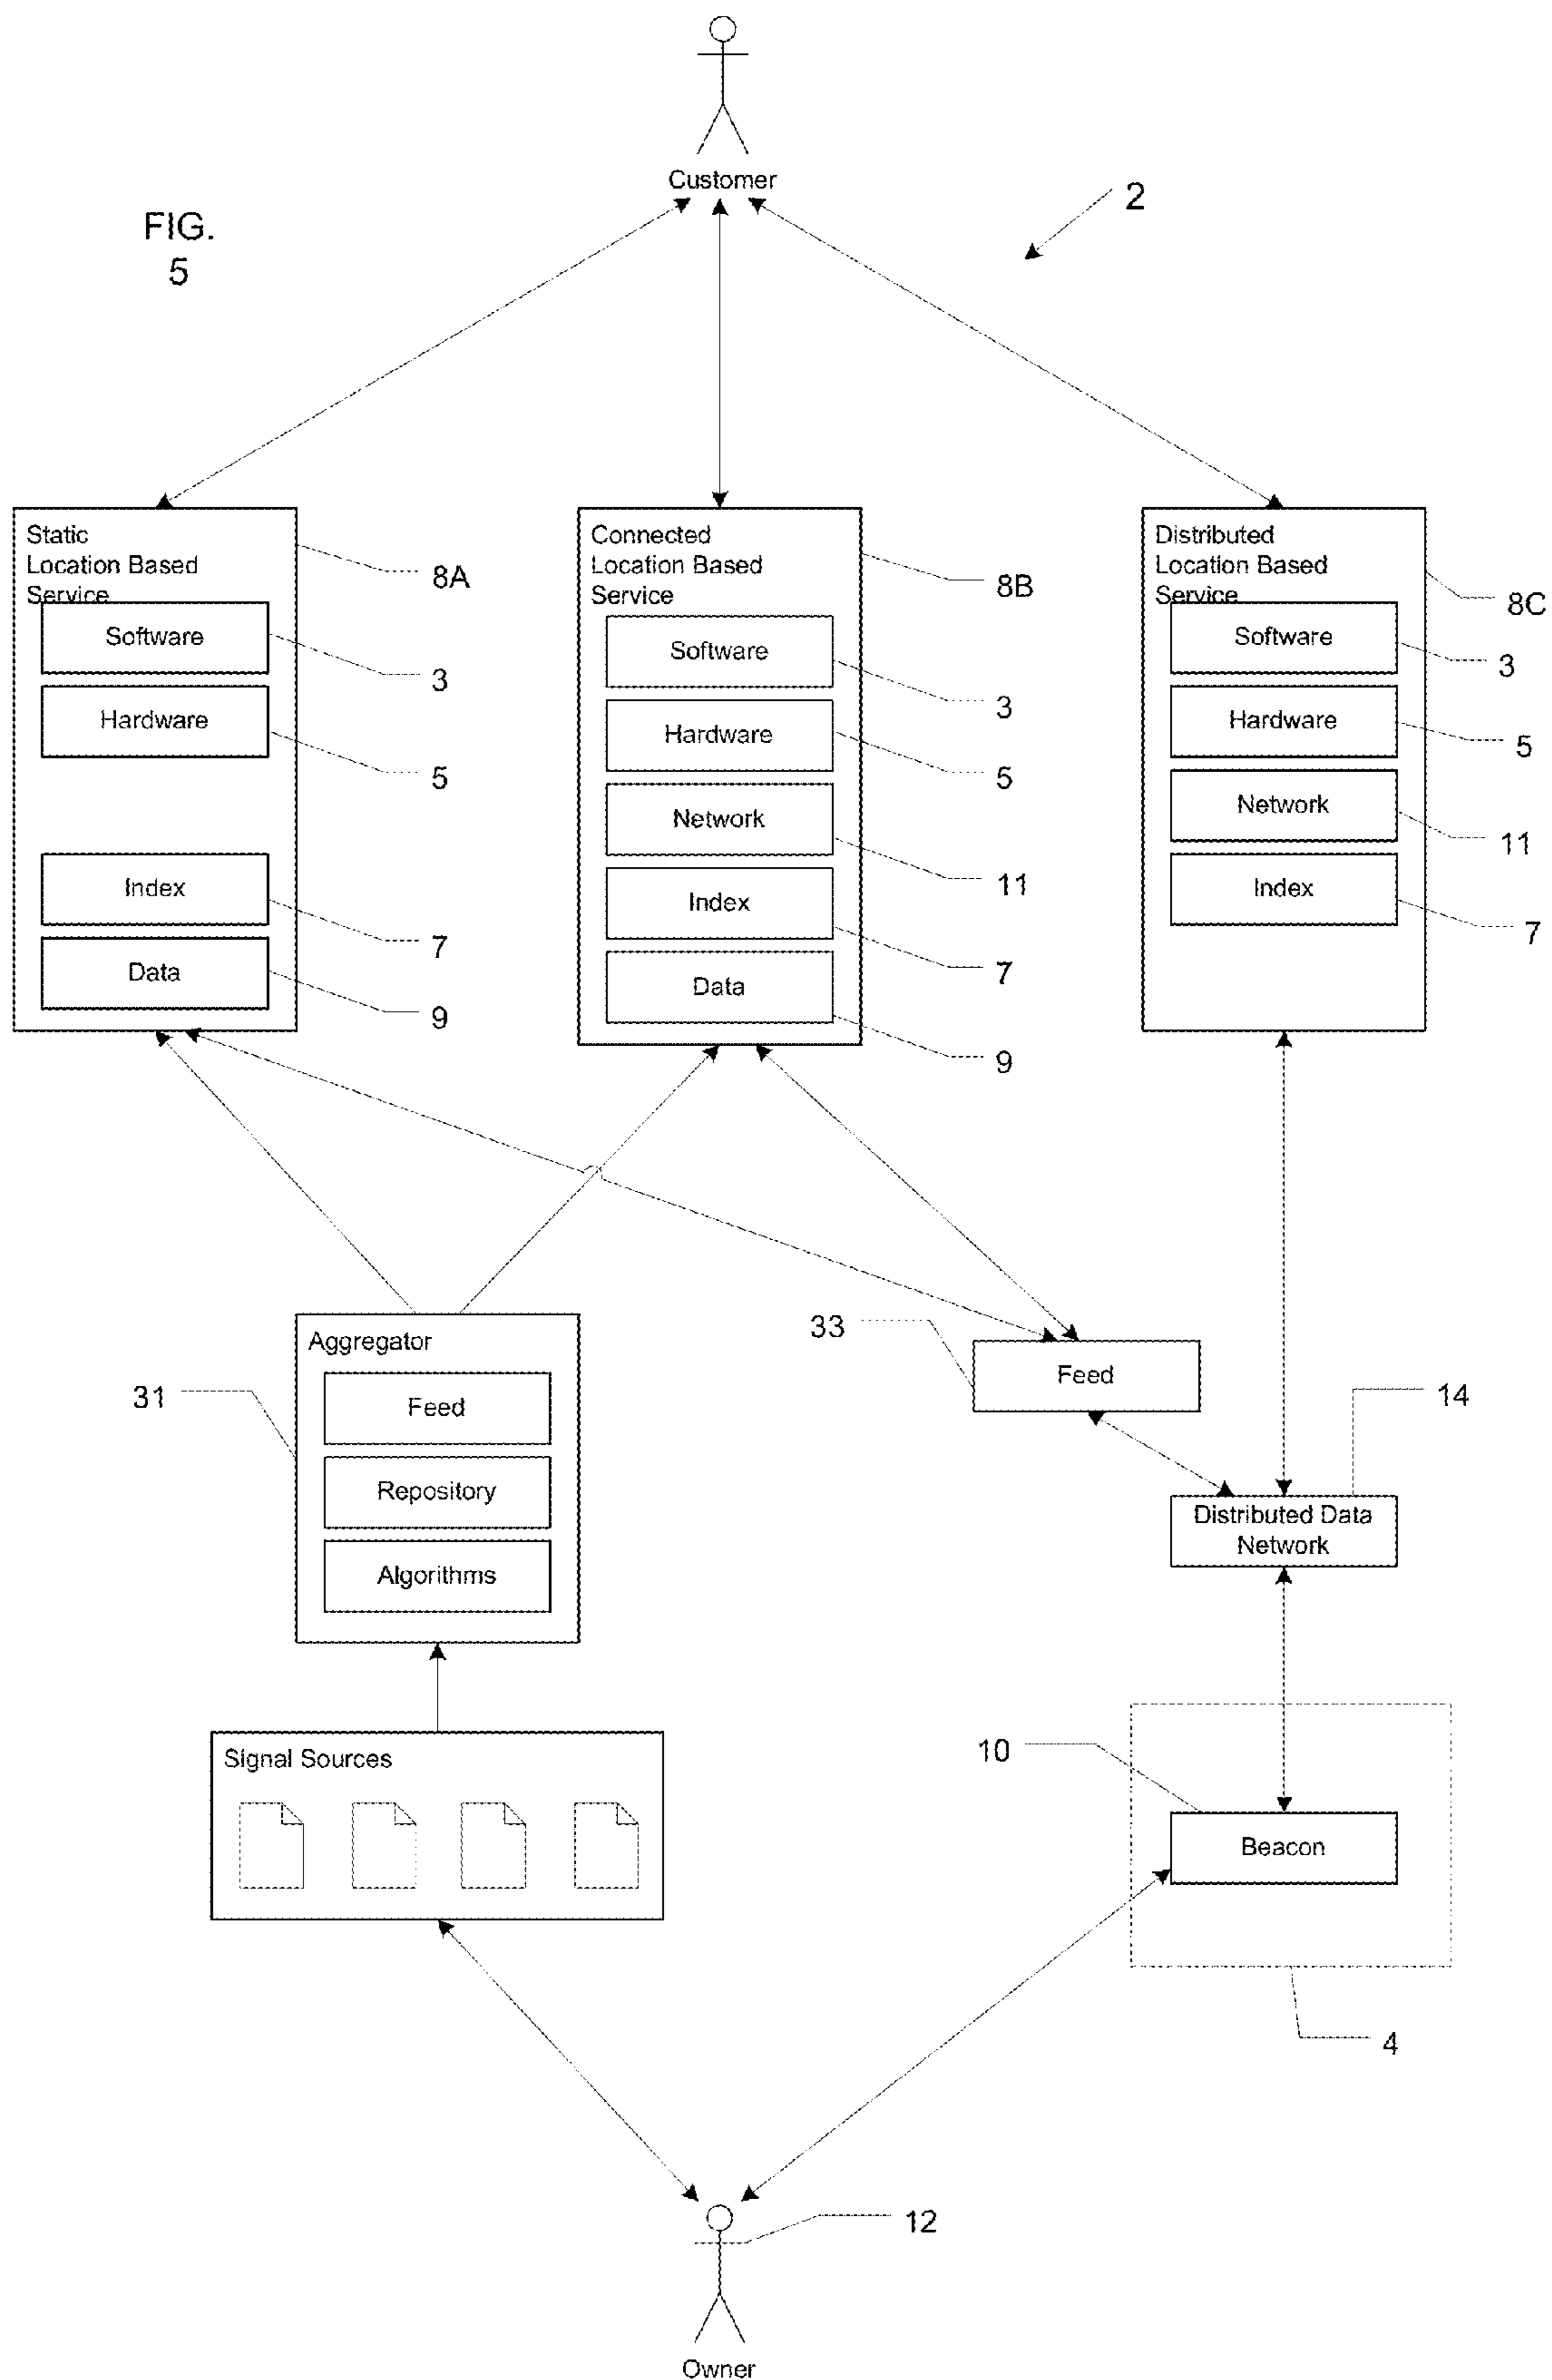 Customer
2
FIG.
5
Static
Location Based
Service
8A
Software
3
Hardware
5
Index
7
Data
9
Connected
Location Based
Service
8B
Software
3
Hardware
5
Network
11
Index
7
Data
9
Distributed
Location Based
Service
8C
Software
3
Hardware
5
Network
11
Index
7
Aggregator
31
Feed
Repository
Algorithms
33
Feed
14
Distributed Data
Network
Signal Sources
10
Beacon
4
12
Owner